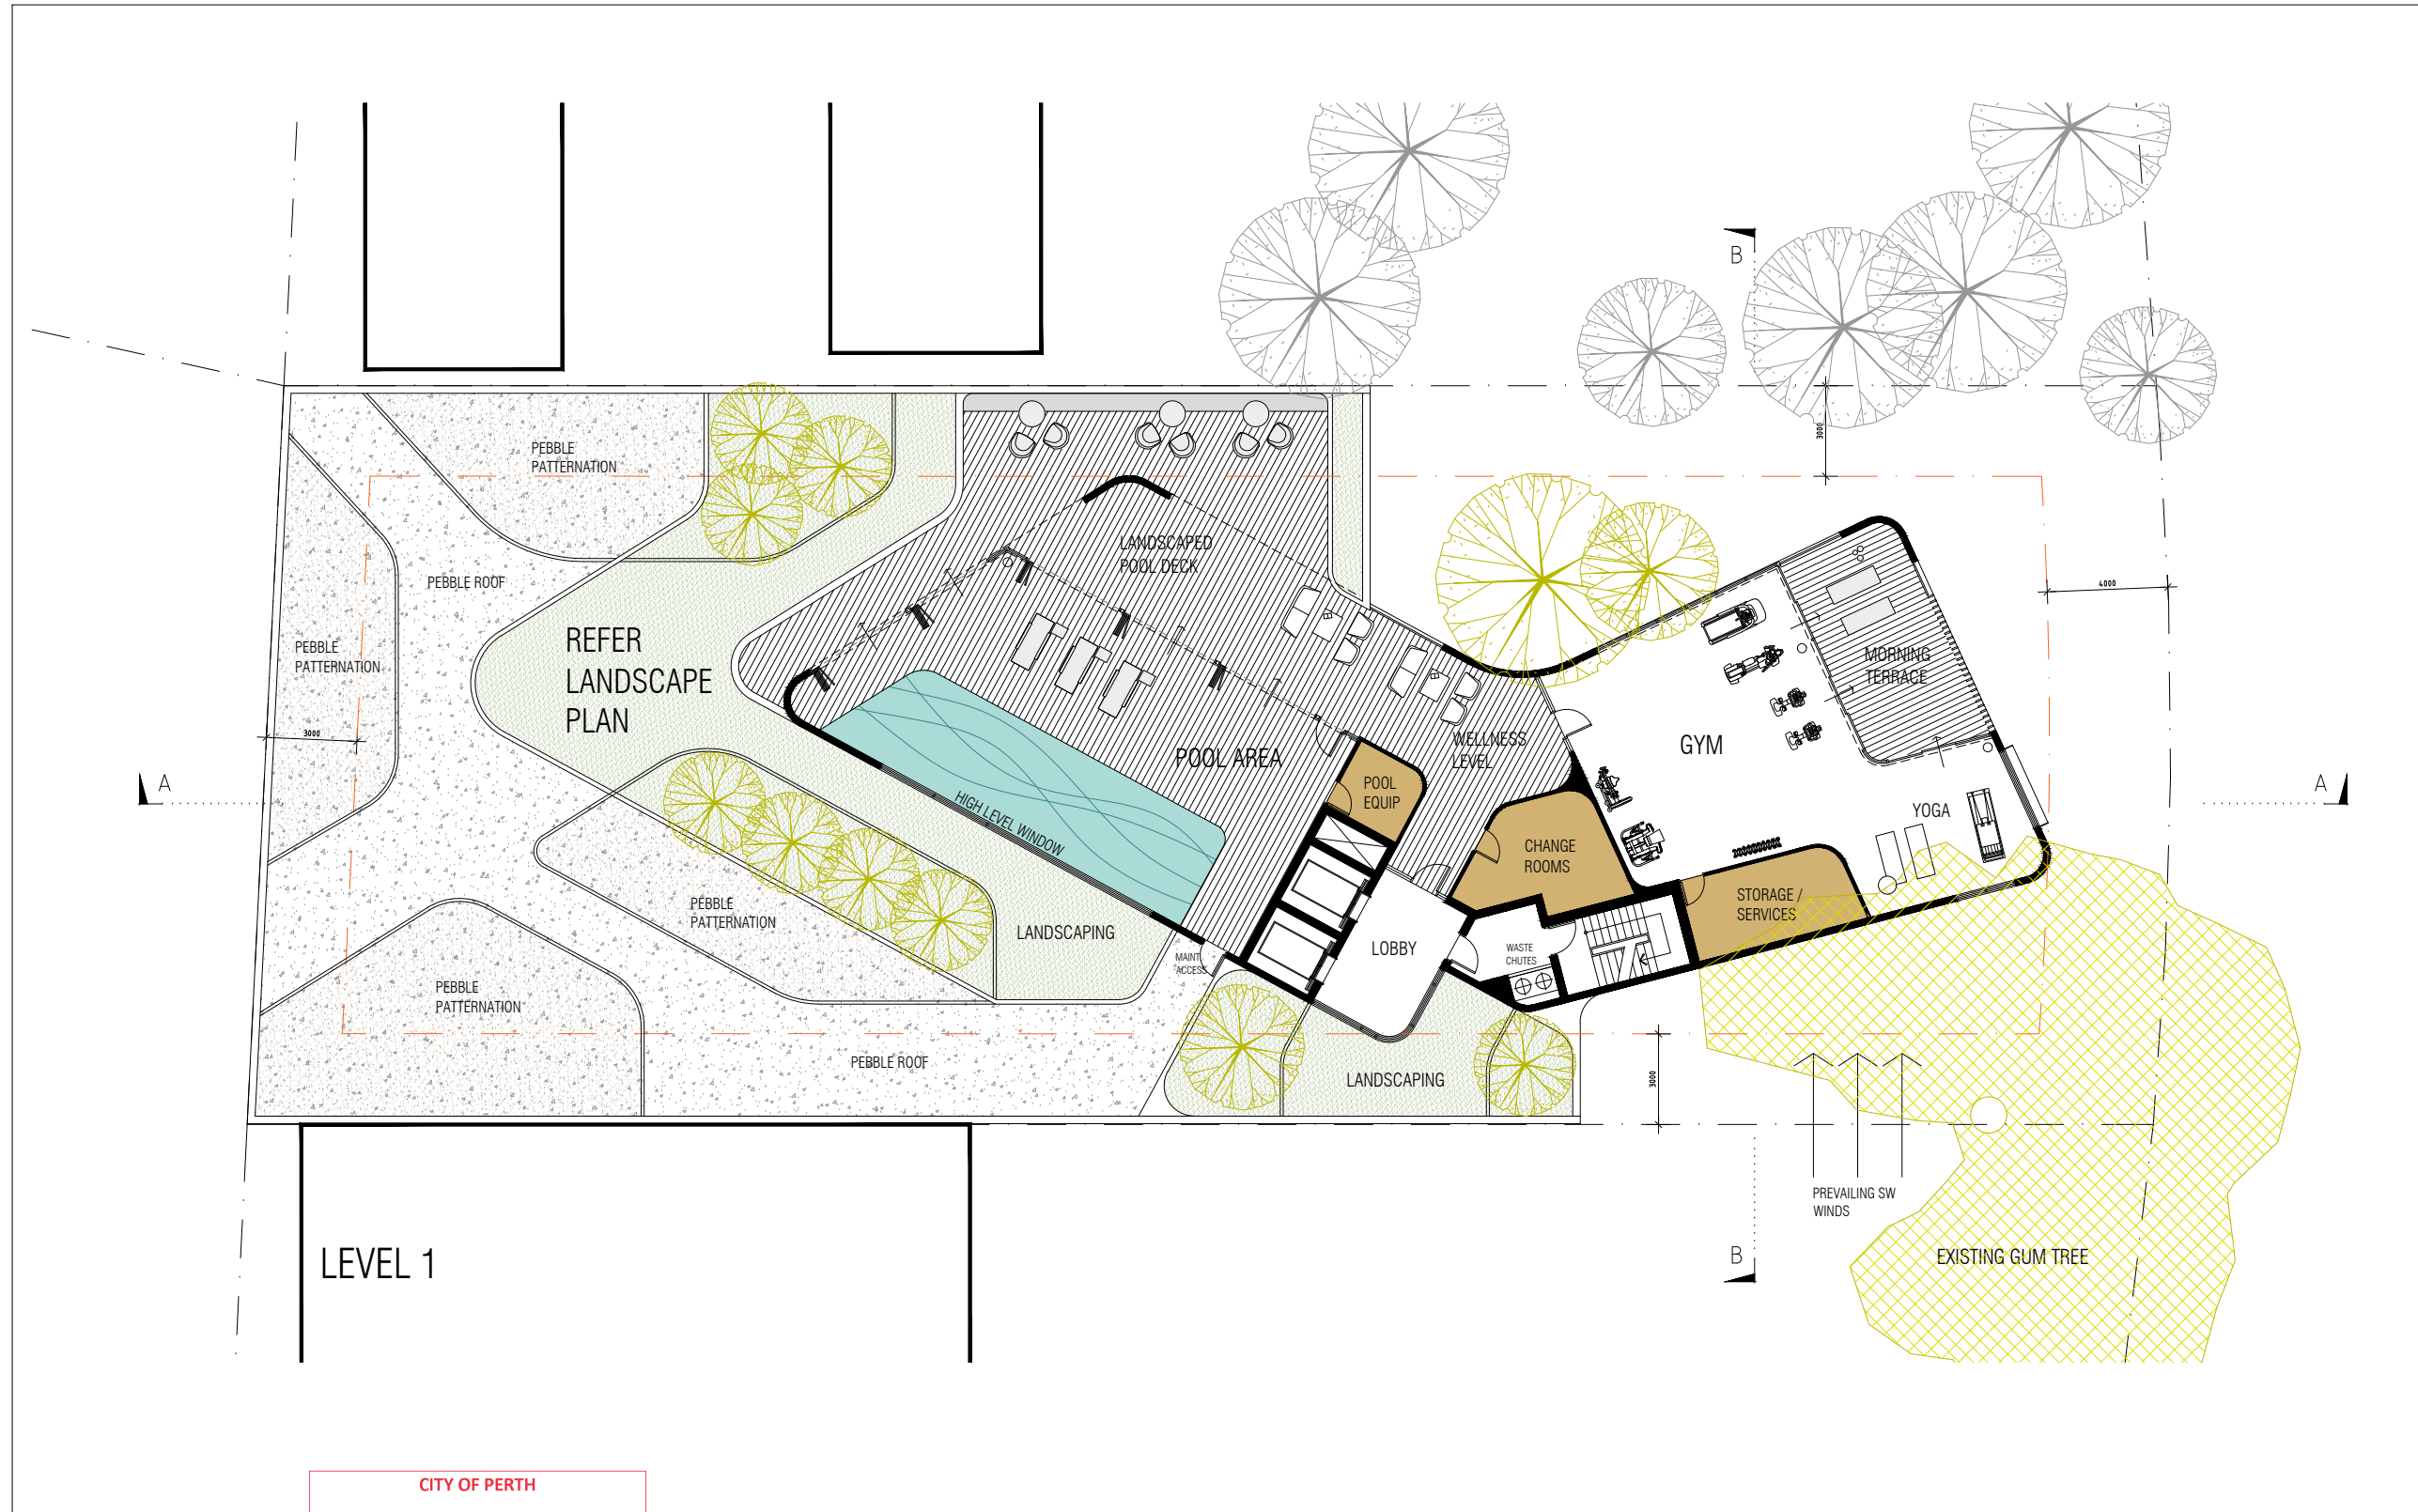 B
3000
PEBBLE
PATTERNATION
LANDSCAPED
POOL DECK
PEBBLE ROOF
4000
REFER
LANDSCAPE
PLAN
PEBBLE
PATTERNATION
MORNING
TERRACE
3000
POOL AREA
WELLNESS
LEVEL
GYM
A
A
POOL
EQUIP
HIGH LEVEL WINDOW
YOGA
CHANGE
ROOMS
PEBBLE
PATTERNATION
STORAGE /
SERVICES
LANDSCAPING
LOBBY
WASTE
CHUTES
MAINT
ACCESS
PEBBLE
PATTERNATION
PEBBLE ROOF
LANDSCAPING
3000
PREVAILING SW
WINDS
LEVEL 1
B
EXISTING GUM TREE
CITY OF PERTH